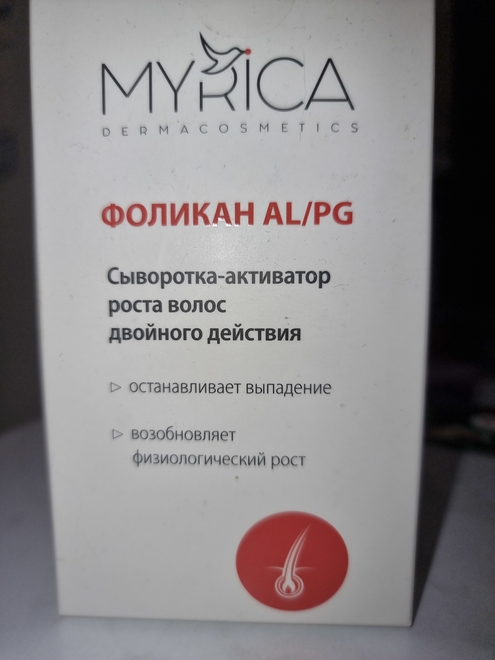 MYRICA
DERMACOSMETICS
ФОЛИКАН AL/PG
Сыворотка-активатор
роста волос
двойного действия
▷ останавливает выпадение
▷ возобновляет
физиологический рост